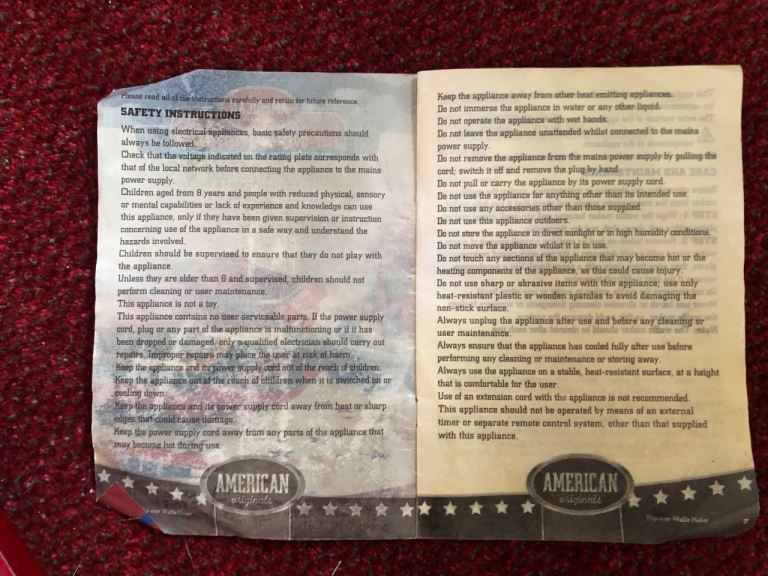 Please read all of the instructions carefully and retain for future reference.
SAFETY INSTRUCTIONS
When using electrical appliances, basic safety precautions should
always be followed.
Check that the voltage indicated on the rating plate corresponds with
that of the local network before connecting the appliance to the mains
power supply.
Children aged from 8 years and people with reduced physical, sensory
or mental capabilities or lack of experience and knowledge can use
this appliance, only if they have been given supervision or instruction
concerning use of the appliance in a safe way and understand the
hazards involved.
Children should be supervised to ensure that they do not play with
the appliance.
Unless they are older than 8 and supervised, children should not
perform cleaning or user maintenance.
This appliance is not a toy.
This appliance contains no user serviceable parts. If the power supply
cord, plug or any part of the appliance is malfunctioning or if it has
been dropped or damaged, only a qualified electrician should carry out
repairs. Improper repairs may place the user at risk of harm.
Keep the appliance and its power supply cord out of the reach of children.
Keep the appliance out of the reach of children when it is switched on or
cooling down.
Keep the appliance and its power supply cord away from heat or sharp
edges that could cause damage.
Keep the power supply cord away from any parts of the appliance that
may become hot during use.
AMERICAN
originals
Flip over Waffle Maker
Keep the appliance away from other heat emitting appliances.
Do not immerse the appliance in water or any other liquid.
Do not operate the appliance with wet hands.
Do not leave the appliance unattended whilst connected to the mains
power supply.
Do not remove the appliance from the mains power supply by pulling the
cord; switch it off and remove the plug by hand.
Do not pull or carry the appliance by its power supply cord.
Do not use the appliance for anything other than its intended use.
Do not use any accessories other than those supplied.
Do not use this appliance outdoors.
Do not store the appliance in direct sunlight or in high humidity conditions.
Do not move the appliance whilst it is in use.
Do not touch any sections of the appliance that may become hot or the
heating components of the appliance, as this could cause injury.
Do not use sharp or abrasive items with this appliance; use only
heat-resistant plastic or wooden spatulas to avoid damaging the
non-stick surface.
Always unplug the appliance after use and before any cleaning or
user maintenance.
Always ensure that the appliance has cooled fully after use before
performing any cleaning or maintenance or storing away.
Always use the appliance on a stable, heat-resistant surface, at a height
that is comfortable for the user.
Use of an extension cord with the appliance is not recommended.
This appliance should not be operated by means of an external
timer or separate remote control system, other than that supplied
with this appliance.
AMERICAN
originals
Flip over Waffle Maker
7